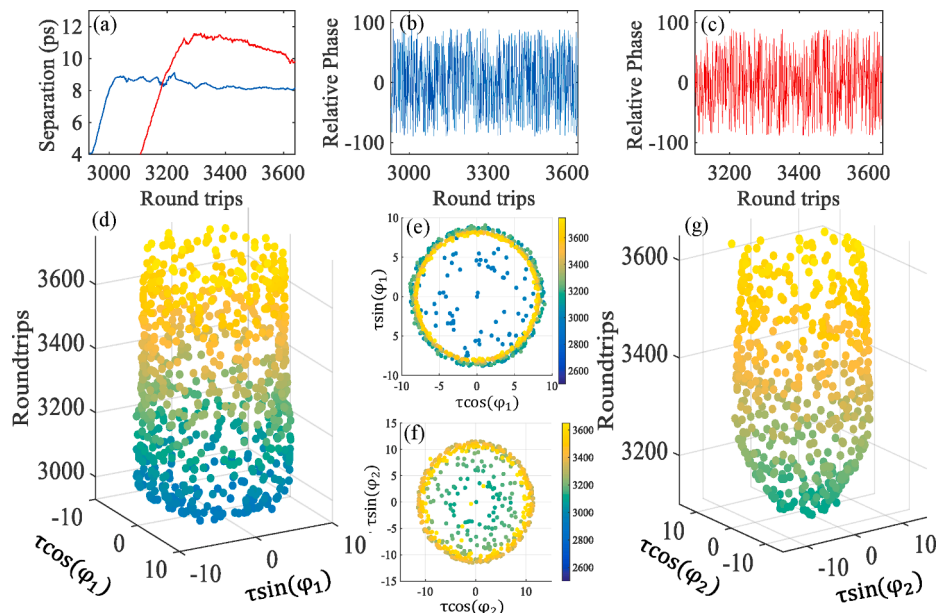 (a)
Separation (ps)
12
10
8
6
4
3000 3200 3400 3600
Round trips
(b)
Relative Phase
100
0
-100
3000 3300 3600
Round trips
(c)
Relative Phase
100
0
-100
3200 3400 3600
Round trips
(d)
Roundtrips
3600
3400
3200
3000
-10
0
10
τcos(φ1)
-10
0
10
τsin(φ1)
(e)
τsin(φ1)
10
5
0
5
-10
-10 -5 0 5 10
τcos(φ1)
3600
3400
3200
3000
2800
2600
(f)
τsin(φ2)
15
10
5
0
-5
-10
-15
-10 0 10
τcos(φ2)
3600
3400
3200
3000
2800
2600
(g)
Roundtrips
3600
3400
3200
10
0
-10
τcos(φ2)
-10
0
10
τsin(φ2)